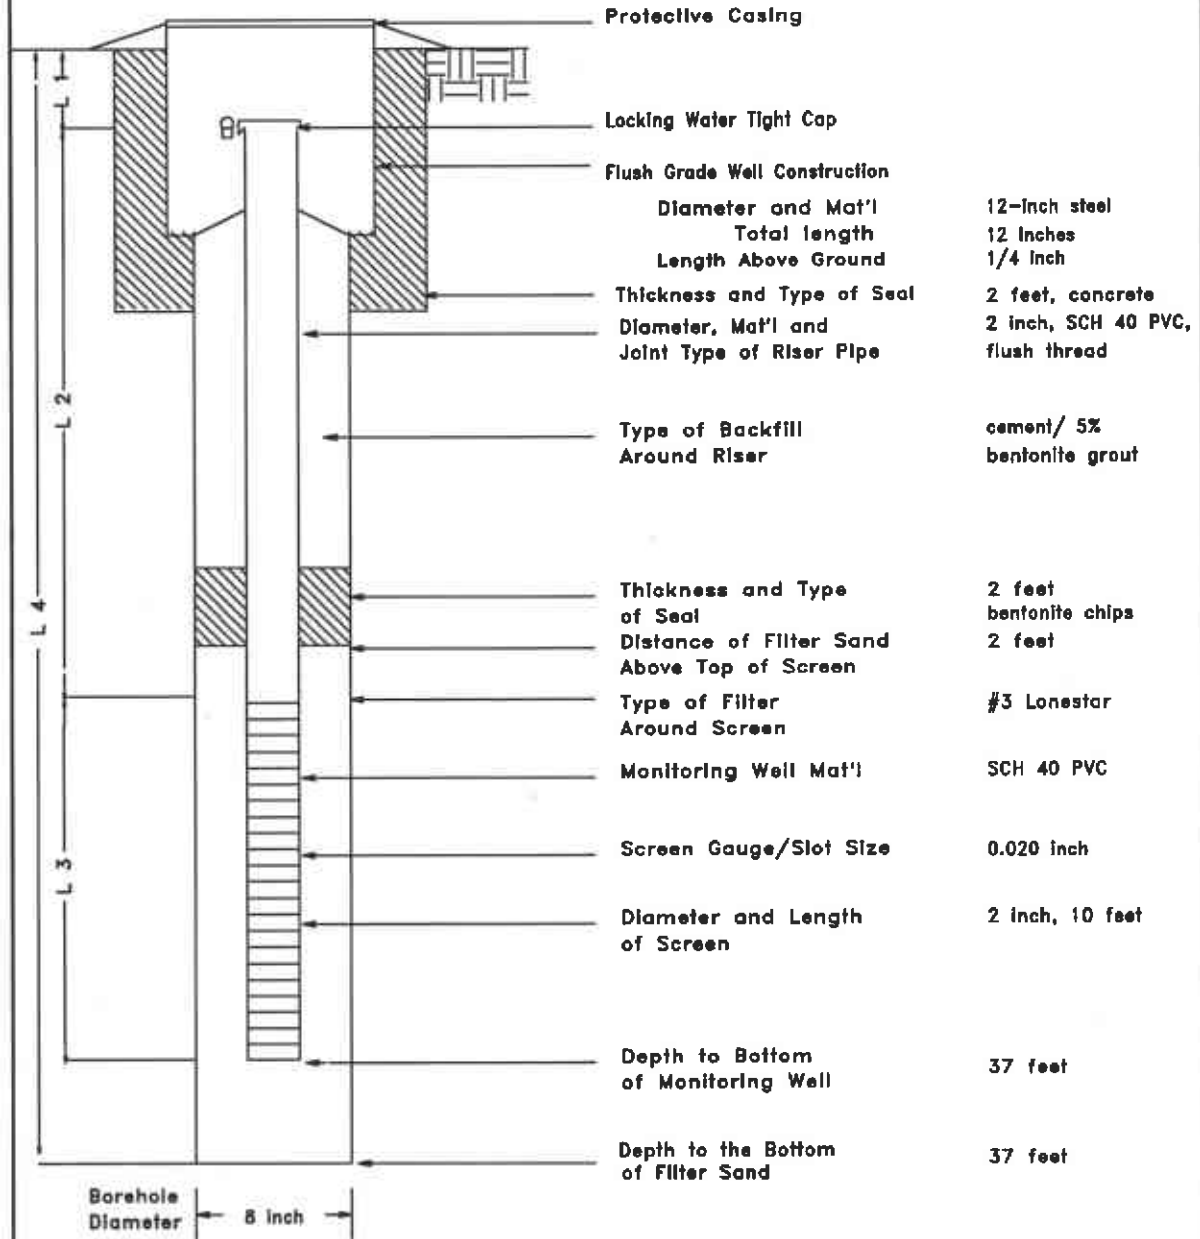 Protective Casing
L 1
Locking Water Tight Cap
Flush Grade Well Construction
Diameter and Mat'l 12-inch steel
Total length 12 inches
Length Above Ground 1/4 inch
Thickness and Type of Seal 2 feet, concrete
Diameter, Mat'l and 2 inch, SCH 40 PVC,
Joint Type of Riser Pipe flush thread
L 2
Type of Backfill cement/ 5%
Around Riser bentonite grout
L 4
Thickness and Type 2 feet
of Seal bentonite chips
Distance of Filter Sand 2 feet
Above Top of Screen
Type of Filter #3 Lonestar
Around Screen
Monitoring Well Mat'l SCH 40 PVC
L 3
Screen Gauge/Slot Size 0.020 inch
Diameter and Length 2 inch, 10 feet
of Screen
Depth to Bottom 37 feet
of Monitoring Well
Depth to the Bottom 37 feet
of Filter Sand
Borehole
Diameter 8 inch